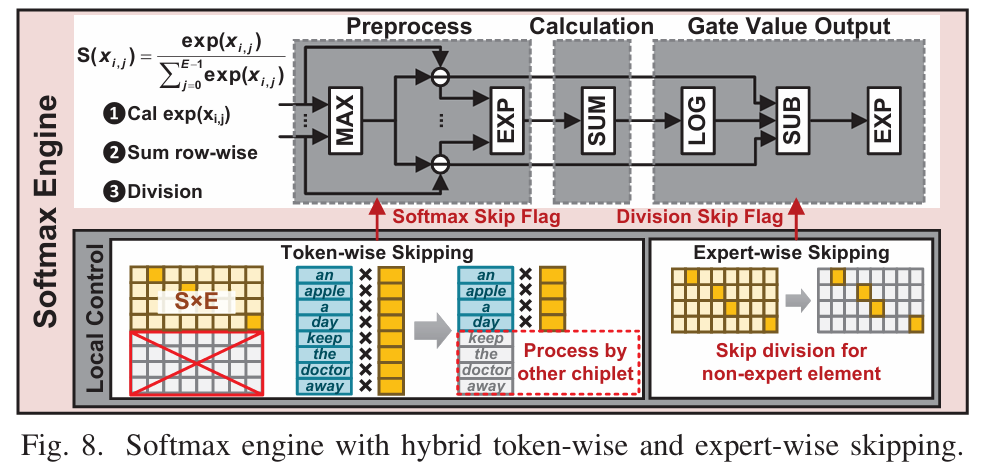 Softmax Engine
Preprocess
Calculation
Gate Value Output
S(x_{i,j}) = exp(x_{i,j}) / ∑_{j=0}^{E-1} exp(x_{i,j})
❶ Cal exp(x_{i,j})
❷ Sum row-wise
❸ Division
MAX
EXP
SUM
LOG
SUB
EXP
Softmax Skip Flag
Division Skip Flag
Local Control
Token-wise Skipping
S×E
an
apple
a
day
keep
the
doctor
away
an
apple
a
day
keep
the
doctor
away
Process by
other chiplet
Expert-wise Skipping
Skip division for
non-expert element
Fig. 8. Softmax engine with hybrid token-wise and expert-wise skipping.